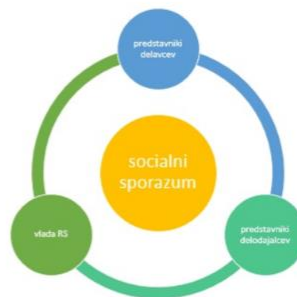 predstavniki
delavcev
socialni
sporazum
vlada RS
predstavniki
delodajalcev